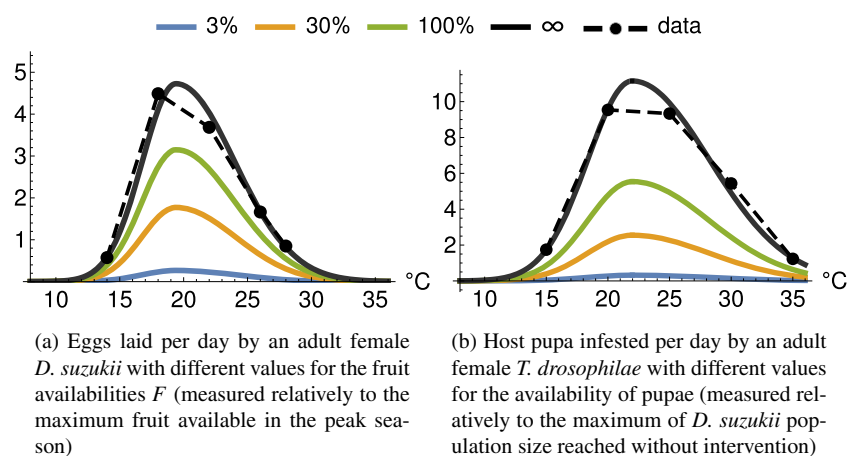 3% 30% 100% ∞ data
5
4
3
2
1
10 15 20 25 30 35 °C
10
8
6
4
2
10 15 20 25 30 35 °C
(a) Eggs laid per day by an adult female
D. suzukii with different values for the fruit
availabilities F (measured relatively to the
maximum fruit available in the peak sea-
son)
(b) Host pupa infested per day by an adult
female T. drosophilae with different values
for the availability of pupae (measured rel-
atively to the maximum of D. suzukii pop-
ulation size reached without intervention)